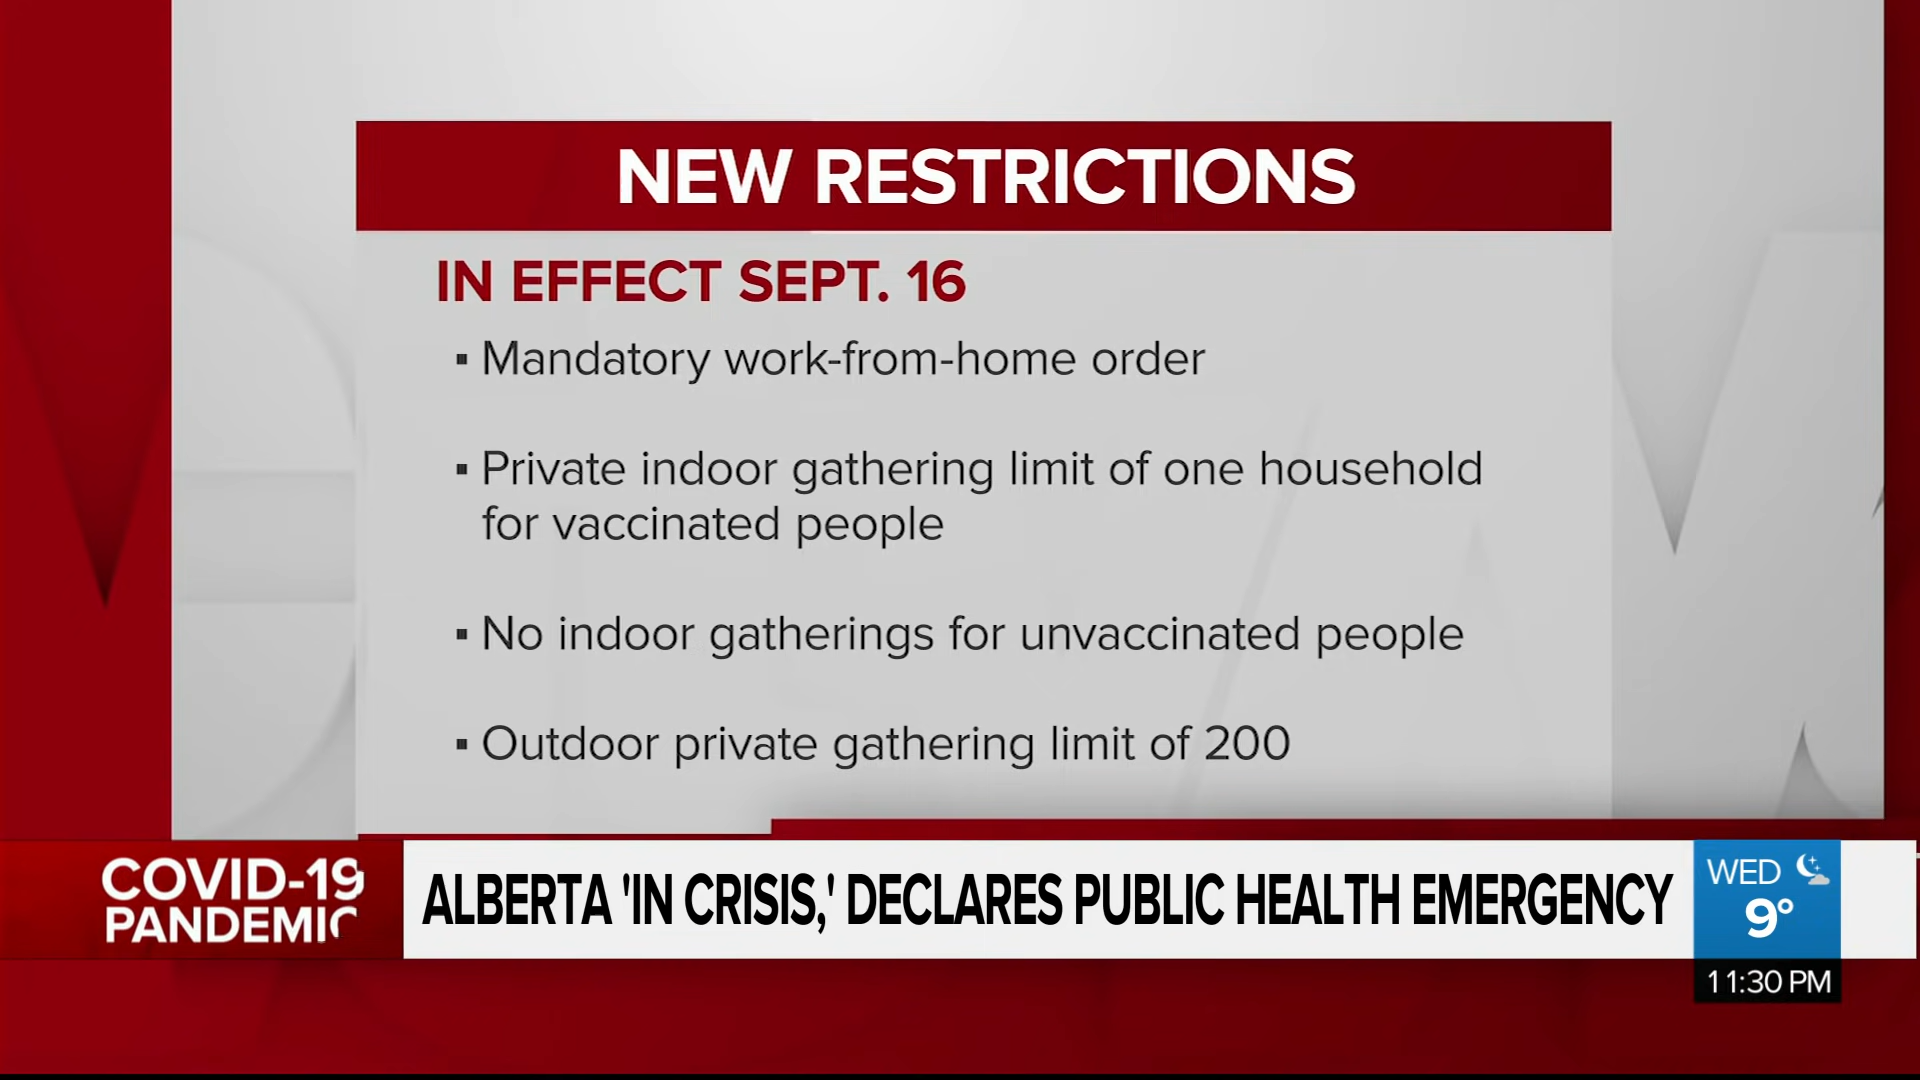 NEW RESTRICTIONS
IN EFFECT SEPT. 16
▪ Mandatory work-from-home order
▪ Private indoor gathering limit of one household
for vaccinated people
▪ No indoor gatherings for unvaccinated people
▪ Outdoor private gathering limit of 200
COVID-19
PANDEMIC
ALBERTA 'IN CRISIS,' DECLARES PUBLIC HEALTH EMERGENCY
WED
9°
11:30 PM